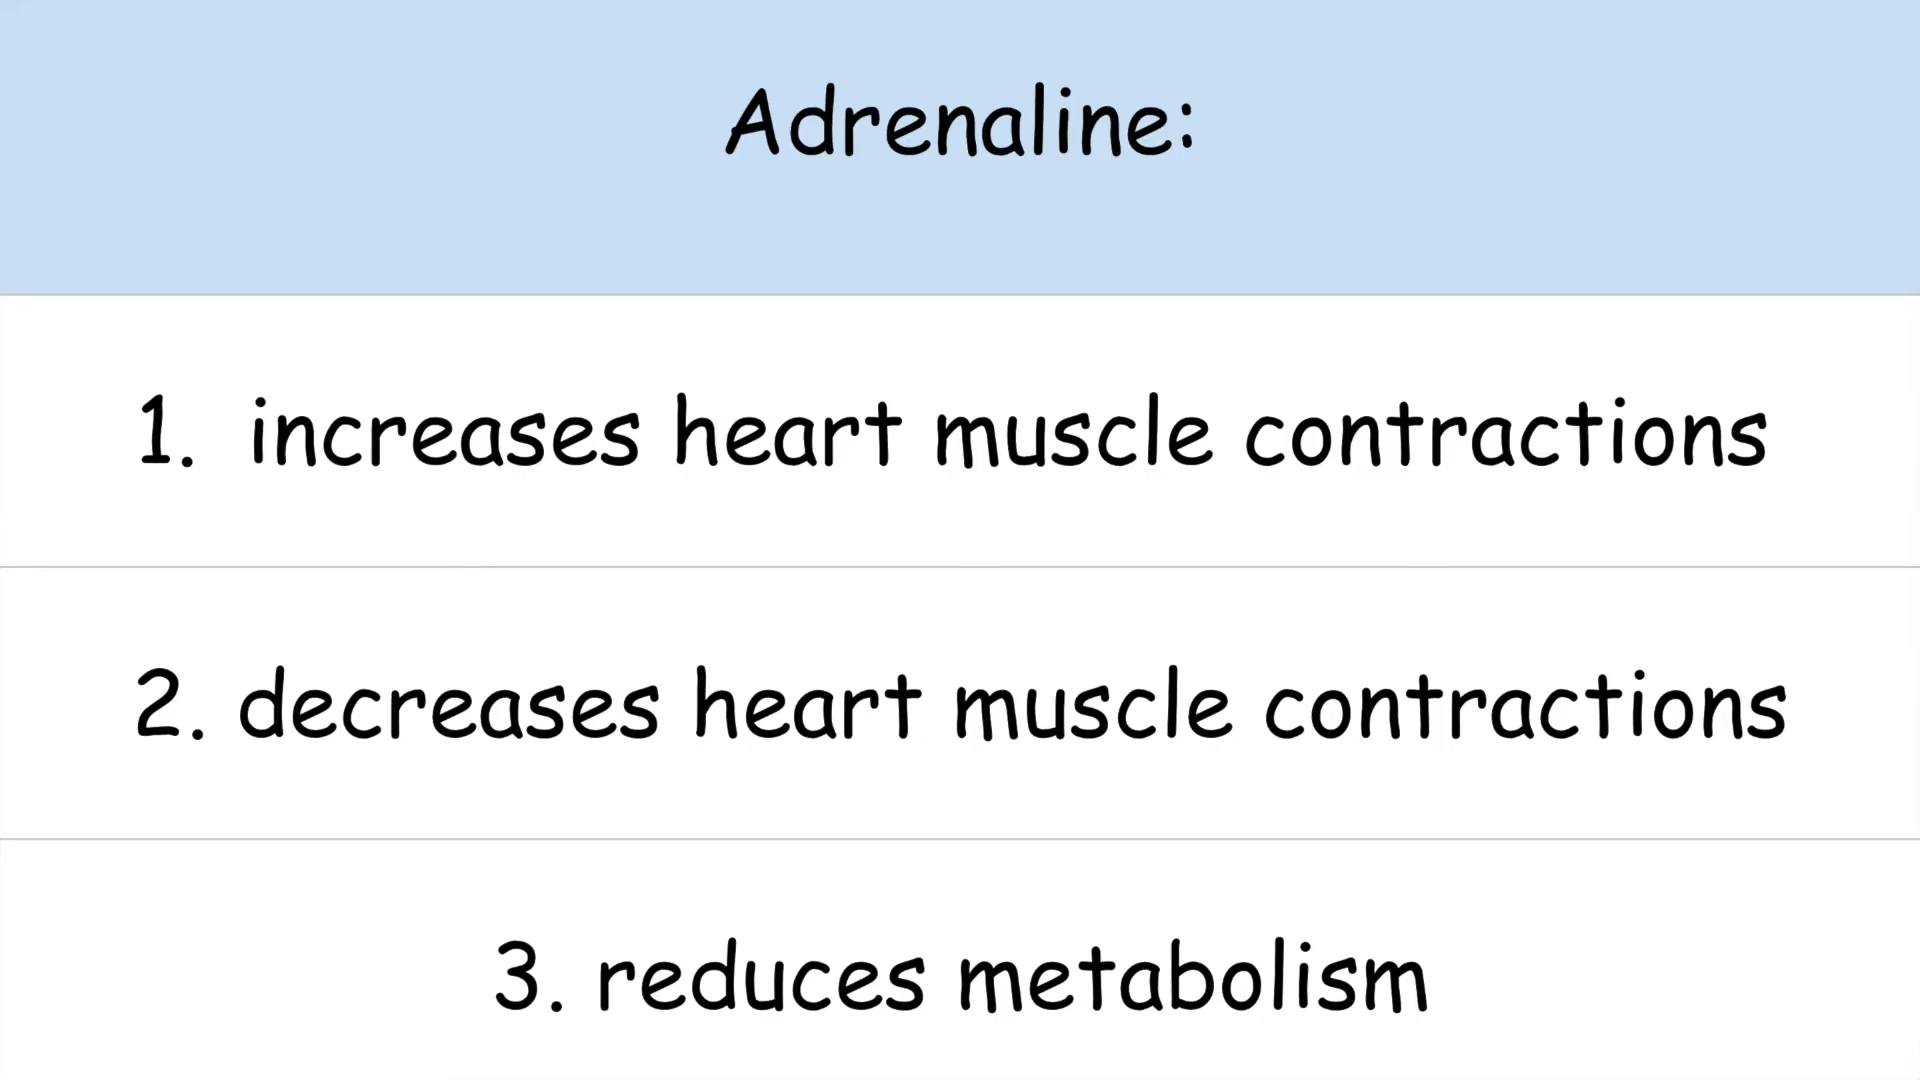 Adrenaline:
1. increases heart muscle contractions
2. decreases heart muscle contractions
3. reduces metabolism